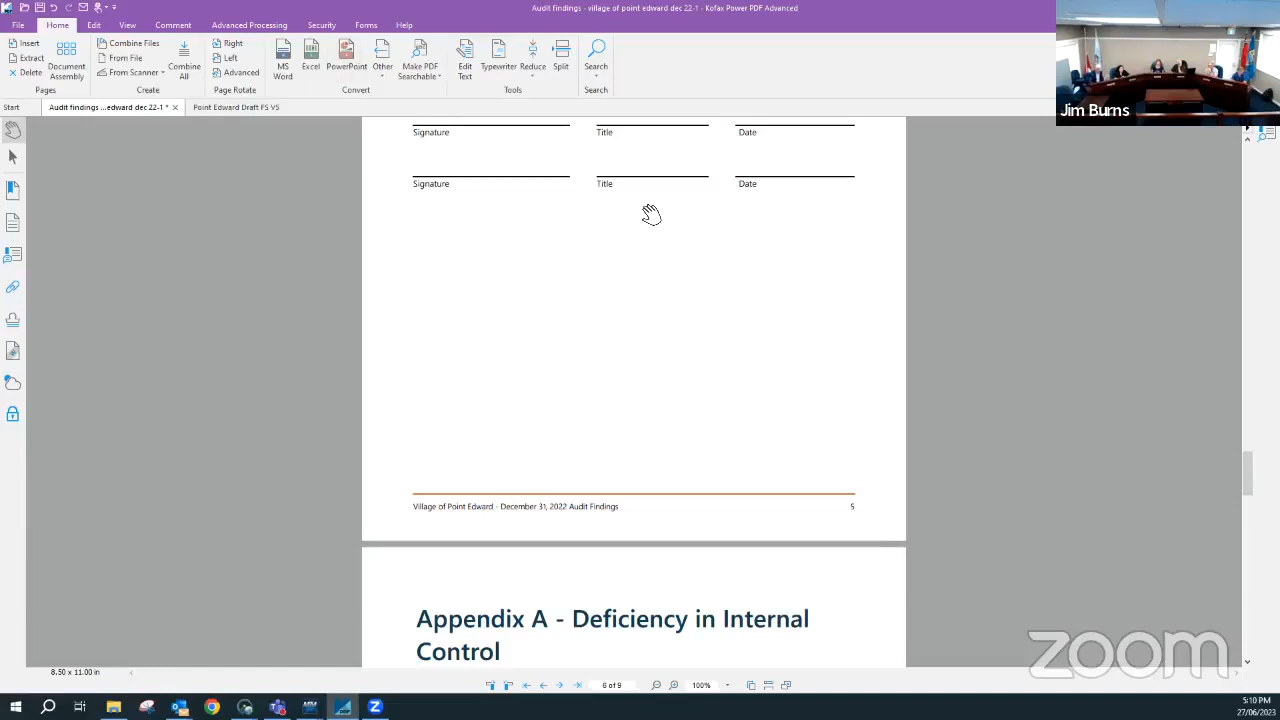 Audit findings - village of point edward dec 22-1 - Kofax Power PDF Advanced
File Home Edit View Comment Advanced Processing Security Forms Help
Insert
Extract
Delete
Document Assembly
Pages
Combine Files
From File
From Scanner
Combine All
Create
Right
Left
Advanced
Page Rotate
MS Word
Excel
PowerPoint
Other
Make PDF Searchable
Convert
Edit Text
Typewriter
Reduce
Split
Tools
Search
Search
Jim Burns
Start Audit findings ...edward dec 22-1 * Point Edward Draft FS V5
Signature Title Date
Signature Title Date
Village of Point Edward - December 31, 2022 Audit Findings 5
Appendix A - Deficiency in Internal
Control
zoom
8.50 x 11.00 in
6 of 9
100%
5:10 PM
27/06/2023